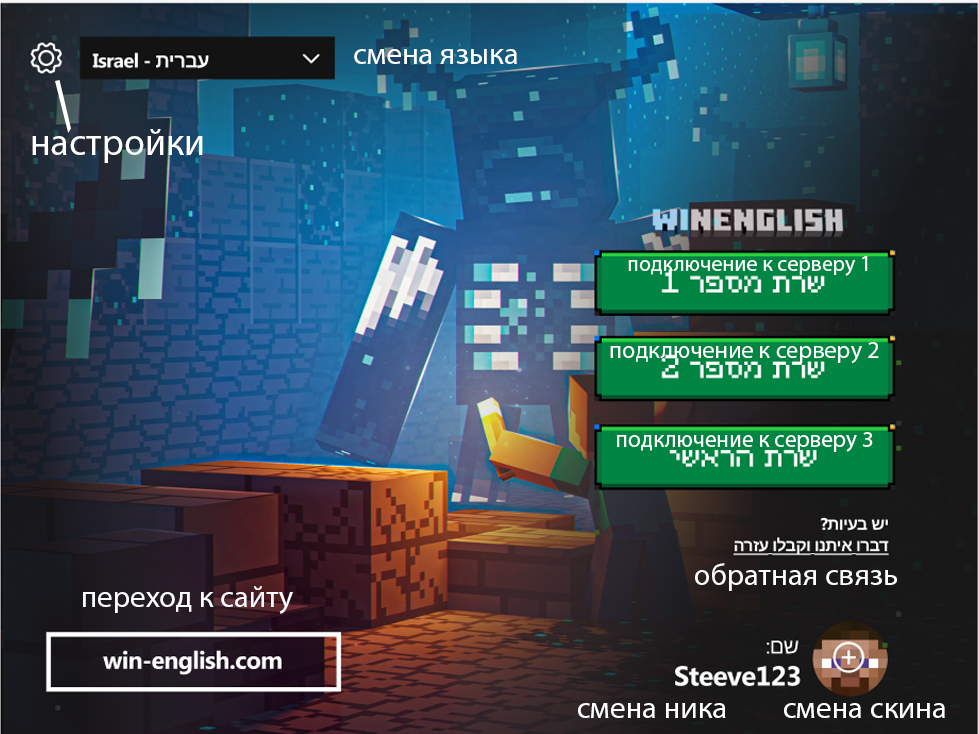 Israel - עברית
смена языка
настройки
WINENGLISH
подключение к серверу 1
שרת מספר 1
подключение к серверу 2
שרת מספר 2
подключение к серверу 3
שרת הראשי
יש בעיות?
דברו איתנו וקבלו עזרה
обратная связь
переход к сайту
win-english.com
שם:
Steeve123
смена ника
смена скина